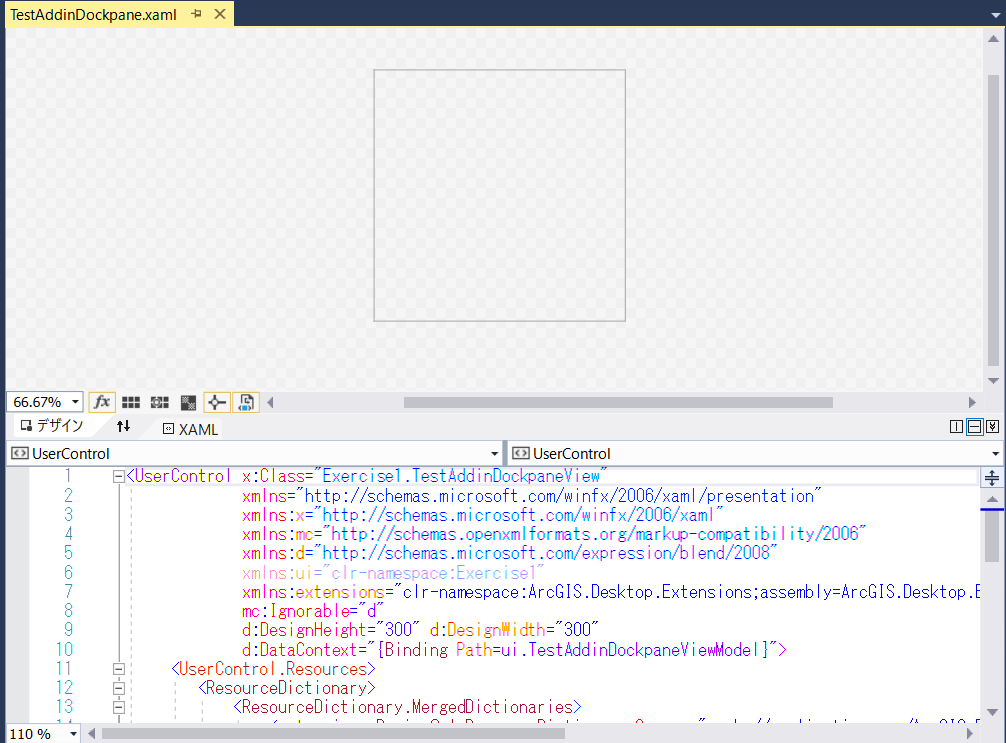 TestAddinDockpane.xaml
66.67%
fx
デザイン
XAML
UserControl
UserControl
1 <UserControl x:Class="Exercise1.TestAddinDockpaneView"
2 xmlns="http://schemas.microsoft.com/winfx/2006/xaml/presentation"
3 xmlns:x="http://schemas.microsoft.com/winfx/2006/xaml"
4 xmlns:mc="http://schemas.openxmlformats.org/markup-compatibility/2006"
5 xmlns:d="http://schemas.microsoft.com/expression/blend/2008"
6 xmlns:ui="clr-namespace:Exercise1"
7 xmlns:extensions="clr-namespace:ArcGIS.Desktop.Extensions;assembly=ArcGIS.Desktop.E
8 mc:Ignorable="d"
9 d:DesignHeight="300" d:DesignWidth="300"
10 d:DataContext="{Binding Path=ui.TestAddinDockpaneViewModel}">
11 <UserControl.Resources>
12 <ResourceDictionary>
13 <ResourceDictionary.MergedDictionaries>
110 %